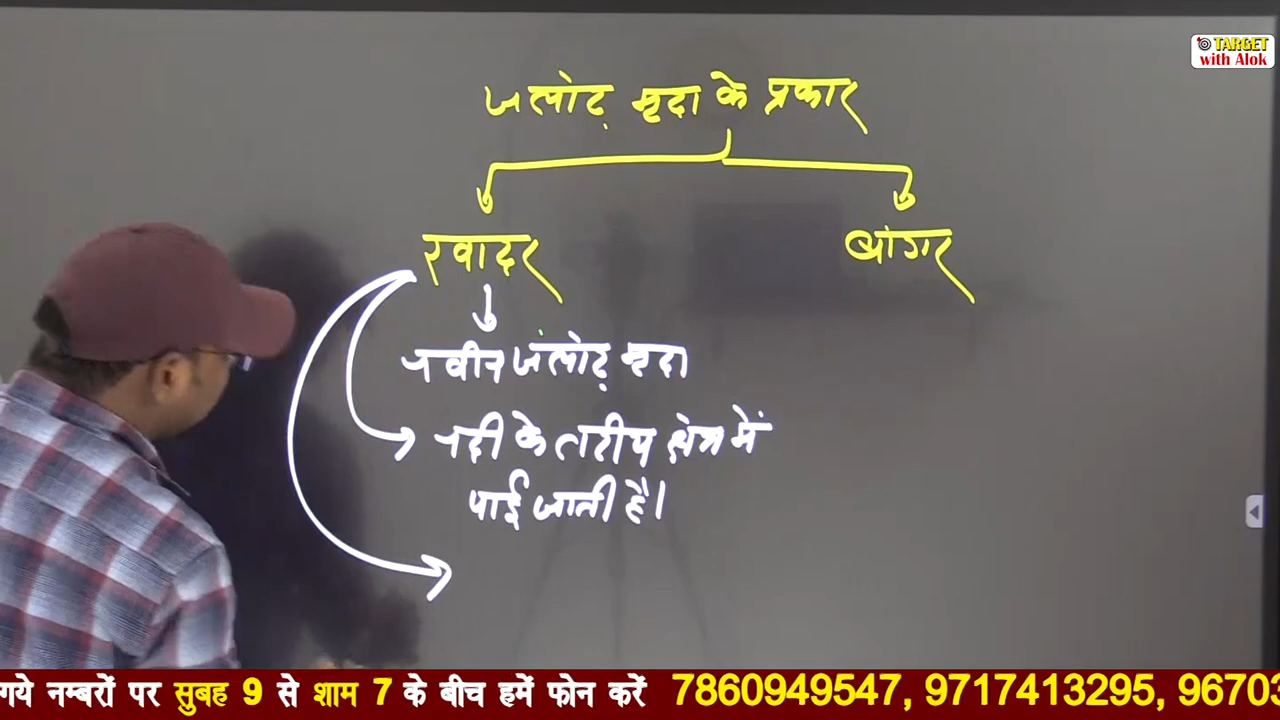 TARGET
with Alok
जलोढ़ मृदा के प्रकार
खादर
बांगर
नवीन जलोढ़ मृदा
नदी के तटीय क्षेत्र में
पाई जाती है।
गये नम्बरों पर सुबह 9 से शाम 7 के बीच हमें फोन करें 7860949547, 9717413295, 96703